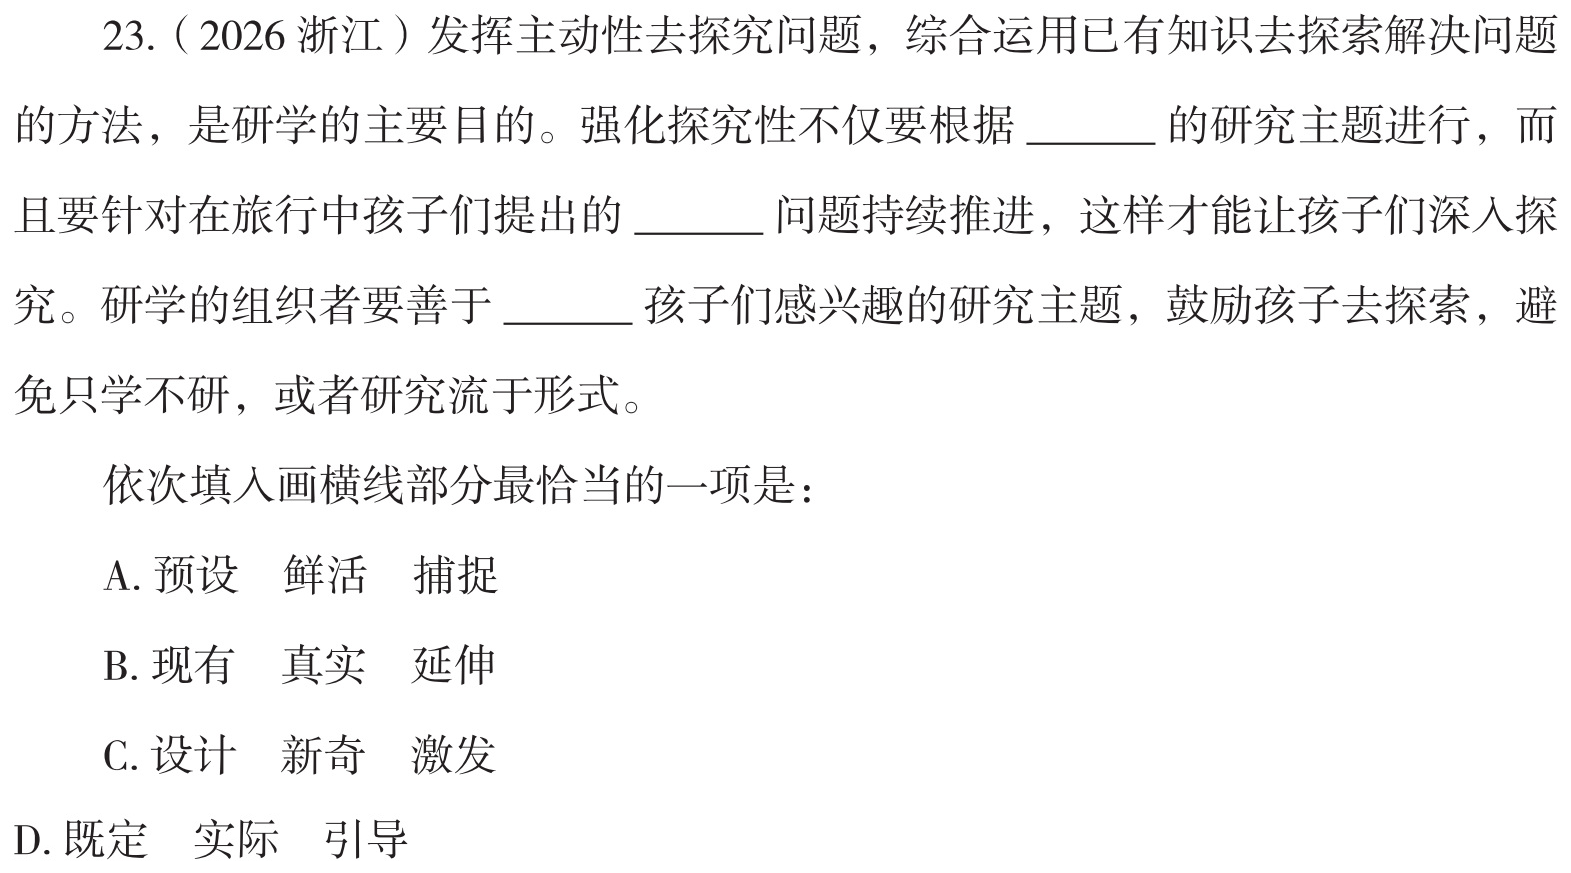 23.（2026 浙江）发挥主动性去探究问题，综合运用已有知识去探索解决问题
的方法，是研学的主要目的。强化探究性不仅要根据 ______ 的研究主题进行，而
且要针对在旅行中孩子们提出的 ______ 问题持续推进，这样才能让孩子们深入探
究。研学的组织者要善于 ______ 孩子们感兴趣的研究主题，鼓励孩子去探索，避
免只学不研，或者研究流于形式。
依次填入画横线部分最恰当的一项是：
A. 预设　鲜活　捕捉
B. 现有　真实　延伸
C. 设计　新奇　激发
D. 既定　实际　引导